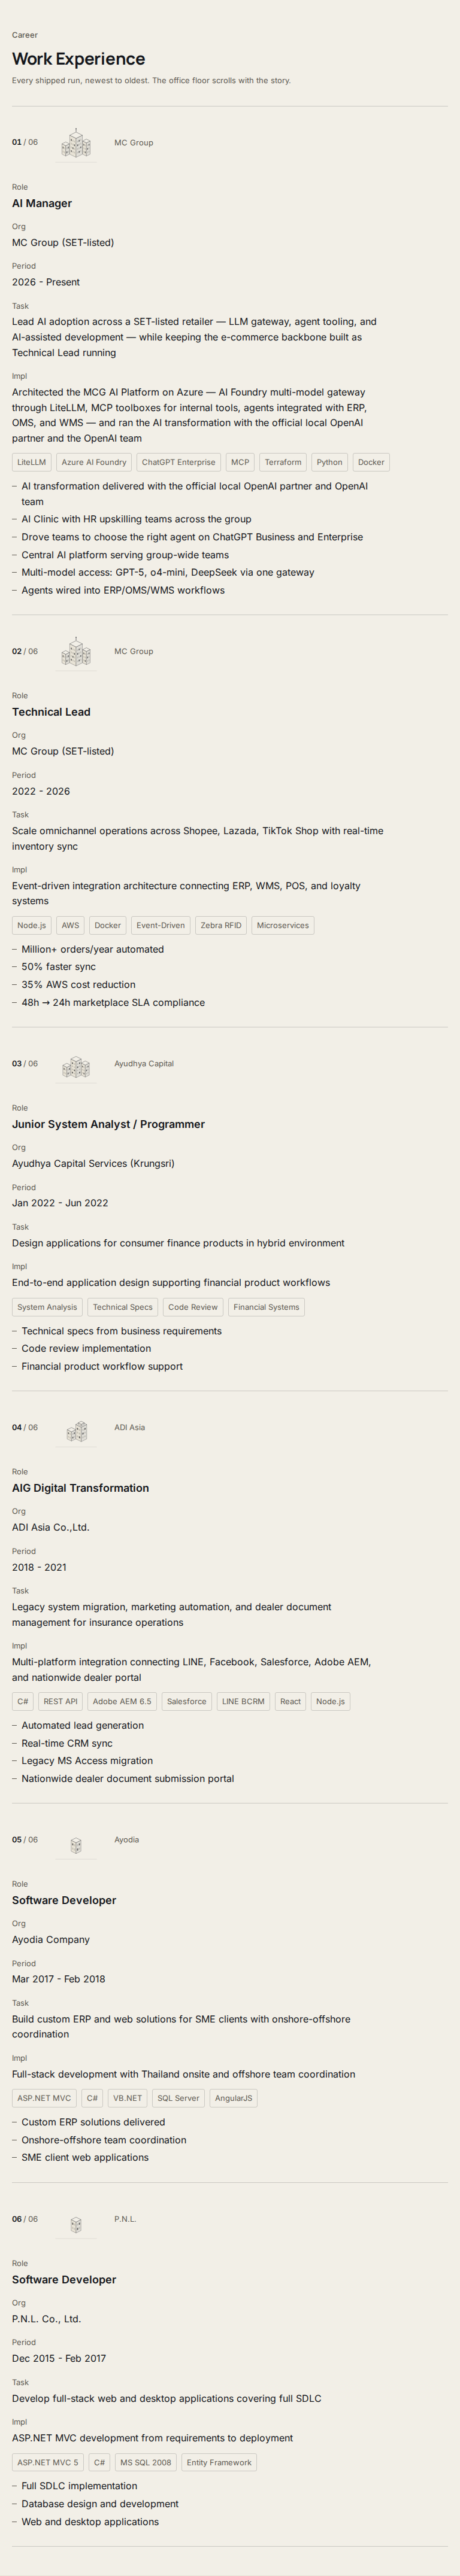 Career
Work Experience
Every shipped run, newest to oldest. The office floor scrolls with the story.
01 / 06
MC Group
Role
AI Manager
Org
MC Group (SET-listed)
Period
2026 - Present
Task
Lead AI adoption across a SET-listed retailer — LLM gateway, agent tooling, and
AI-assisted development — while keeping the e-commerce backbone built as
Technical Lead running
Impl
Architected the MCG AI Platform on Azure — AI Foundry multi-model gateway
through LiteLLM, MCP toolboxes for internal tools, agents integrated with ERP,
OMS, and WMS — and ran the AI transformation with the official local OpenAI
partner and the OpenAI team
LiteLLM Azure AI Foundry ChatGPT Enterprise MCP Terraform Python Docker
– AI transformation delivered with the official local OpenAI partner and OpenAI
team
– AI Clinic with HR upskilling teams across the group
– Drove teams to choose the right agent on ChatGPT Business and Enterprise
– Central AI platform serving group-wide teams
– Multi-model access: GPT-5, o4-mini, DeepSeek via one gateway
– Agents wired into ERP/OMS/WMS workflows
02 / 06
MC Group
Role
Technical Lead
Org
MC Group (SET-listed)
Period
2022 - 2026
Task
Scale omnichannel operations across Shopee, Lazada, TikTok Shop with real-time
inventory sync
Impl
Event-driven integration architecture connecting ERP, WMS, POS, and loyalty
systems
Node.js AWS Docker Event-Driven Zebra RFID Microservices
– Million+ orders/year automated
– 50% faster sync
– 35% AWS cost reduction
– 48h → 24h marketplace SLA compliance
03 / 06
Ayudhya Capital
Role
Junior System Analyst / Programmer
Org
Ayudhya Capital Services (Krungsri)
Period
Jan 2022 - Jun 2022
Task
Design applications for consumer finance products in hybrid environment
Impl
End-to-end application design supporting financial product workflows
System Analysis Technical Specs Code Review Financial Systems
– Technical specs from business requirements
– Code review implementation
– Financial product workflow support
04 / 06
ADI Asia
Role
AIG Digital Transformation
Org
ADI Asia Co.,Ltd.
Period
2018 - 2021
Task
Legacy system migration, marketing automation, and dealer document
management for insurance operations
Impl
Multi-platform integration connecting LINE, Facebook, Salesforce, Adobe AEM,
and nationwide dealer portal
C# REST API Adobe AEM 6.5 Salesforce LINE BCRM React Node.js
– Automated lead generation
– Real-time CRM sync
– Legacy MS Access migration
– Nationwide dealer document submission portal
05 / 06
Ayodia
Role
Software Developer
Org
Ayodia Company
Period
Mar 2017 - Feb 2018
Task
Build custom ERP and web solutions for SME clients with onshore-offshore
coordination
Impl
Full-stack development with Thailand onsite and offshore team coordination
ASP.NET MVC C# VB.NET SQL Server AngularJS
– Custom ERP solutions delivered
– Onshore-offshore team coordination
– SME client web applications
06 / 06
P.N.L.
Role
Software Developer
Org
P.N.L. Co., Ltd.
Period
Dec 2015 - Feb 2017
Task
Develop full-stack web and desktop applications covering full SDLC
Impl
ASP.NET MVC development from requirements to deployment
ASP.NET MVC 5 C# MS SQL 2008 Entity Framework
– Full SDLC implementation
– Database design and development
– Web and desktop applications